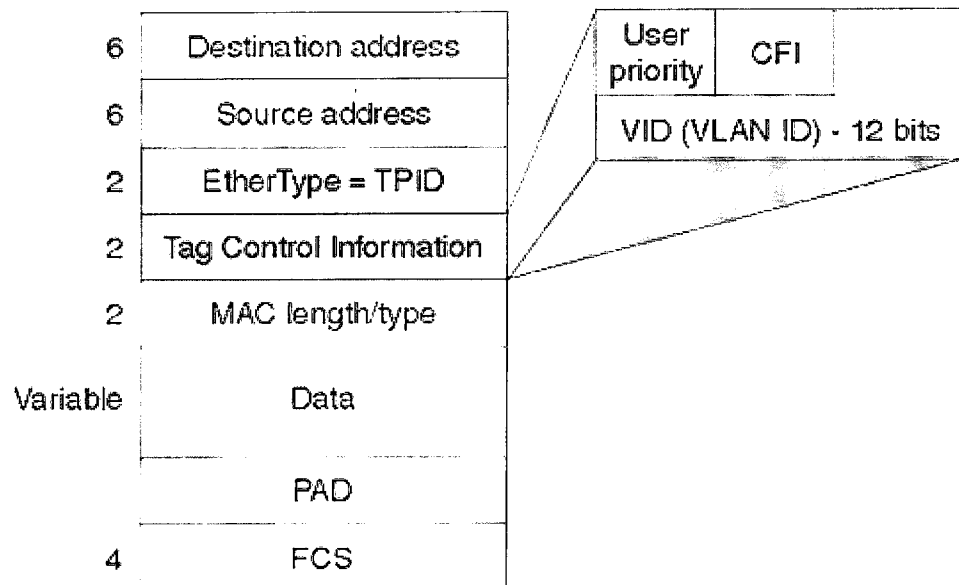 6 Destination address
6 Source address
2 EtherType = TPID
2 Tag Control Information
2 MAC length/type
Variable Data
PAD
4 FCS
User
priority
CFI
VID (VLAN ID) - 12 bits